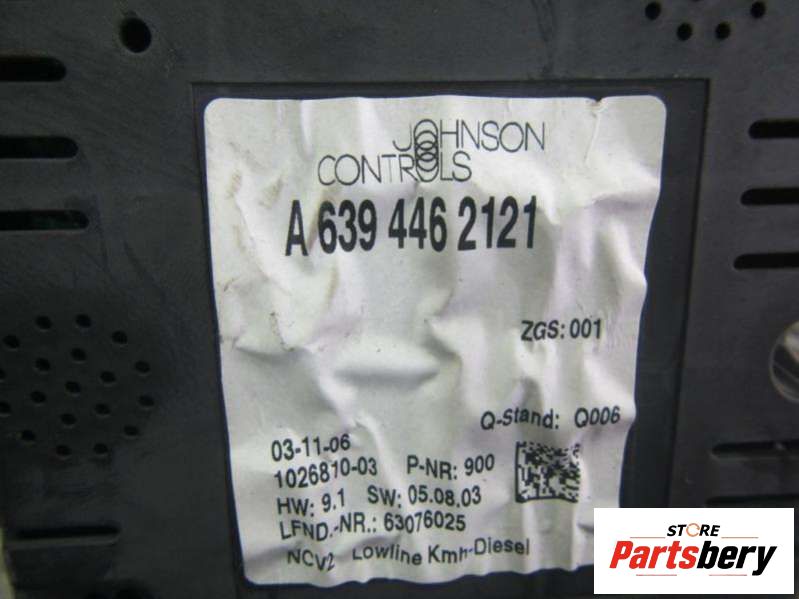 JOHNSON
CONTROLS
A 639 446 2121
ZGS: 001
Q-Stand: Q006
03-11-06
1026810-03 P-NR: 900
HW: 9.1 SW: 05.08.03
LFND.-NR.: 63076025
NCV2 Lowline Kmh-Diesel
STORE
Partsbery